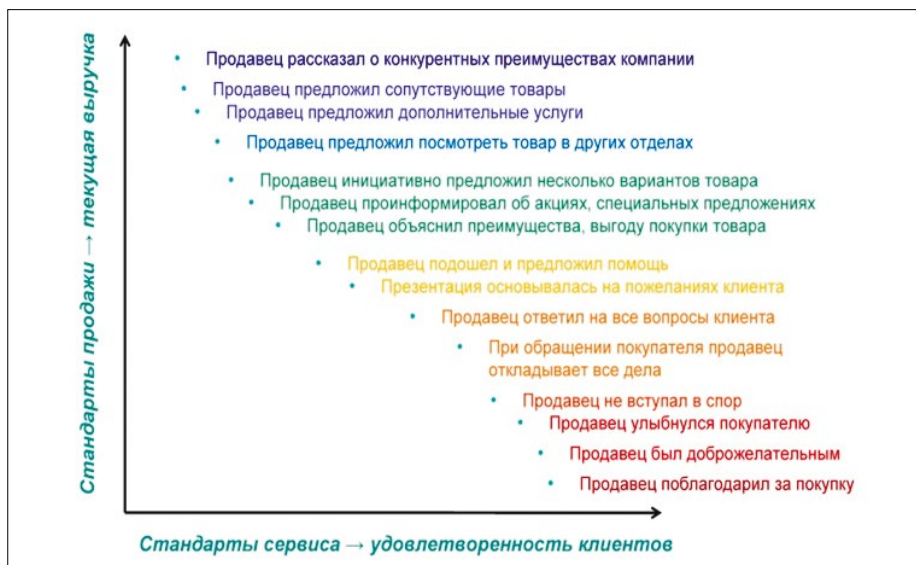 Стандарты продажи → текущая выручка
• Продавец рассказал о конкурентных преимуществах компании
• Продавец предложил сопутствующие товары
• Продавец предложил дополнительные услуги
• Продавец предложил посмотреть товар в других отделах
• Продавец инициативно предложил несколько вариантов товара
• Продавец проинформировал об акциях, специальных предложениях
• Продавец объяснил преимущества, выгоду покупки товара
• Продавец подошел и предложил помощь
• Презентация основывалась на пожеланиях клиента
• Продавец ответил на все вопросы клиента
• При обращении покупателя продавец
откладывает все дела
• Продавец не вступал в спор
• Продавец улыбнулся покупателю
• Продавец был доброжелательным
• Продавец поблагодарил за покупку
Стандарты сервиса → удовлетворенность клиентов